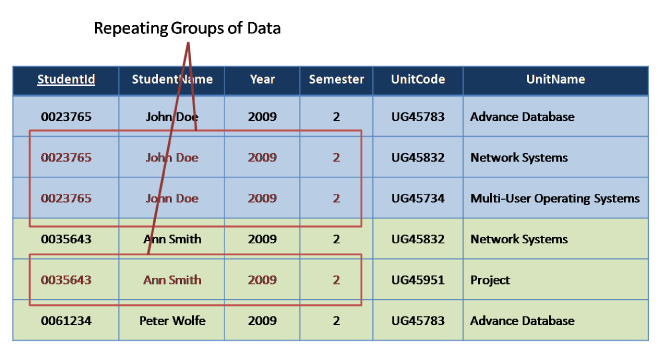 Repeating Groups of Data
StudentId StudentName Year Semester UnitCode UnitName
0023765 John Doe 2009 2 UG45783 Advance Database
0023765 John Doe 2009 2 UG45832 Network Systems
0023765 John Doe 2009 2 UG45734 Multi-User Operating Systems
0035643 Ann Smith 2009 2 UG45832 Network Systems
0035643 Ann Smith 2009 2 UG45951 Project
0061234 Peter Wolfe 2009 2 UG45783 Advance Database